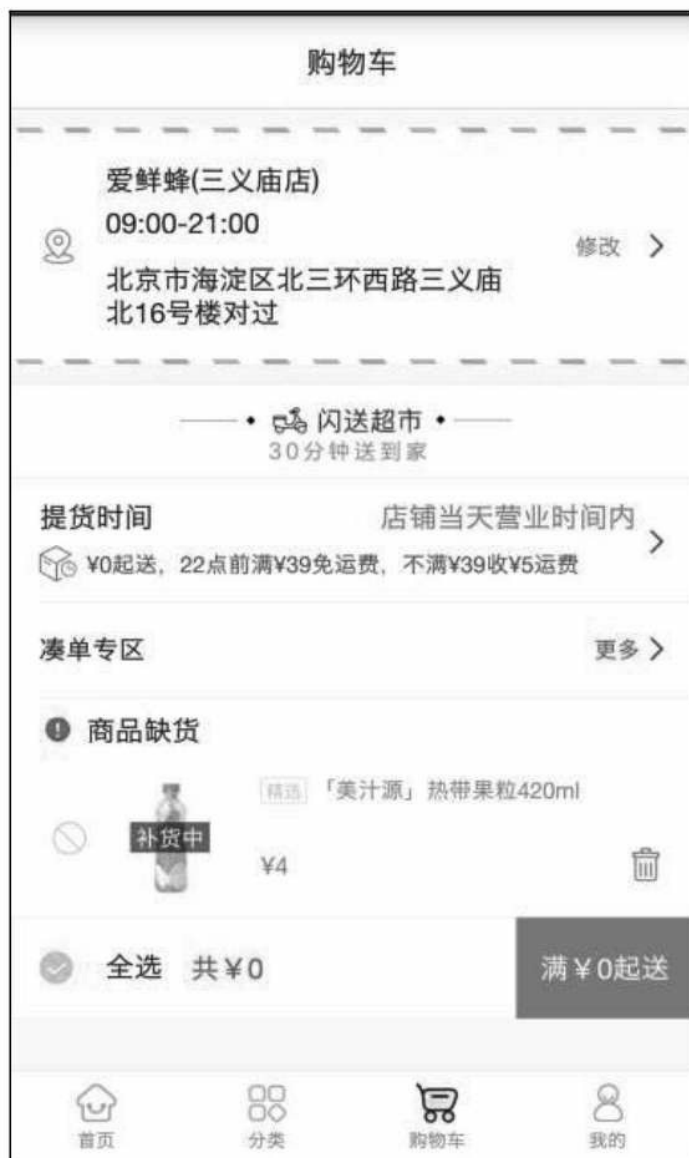 购物车
爱鲜蜂(三义庙店)
09:00-21:00
修改
北京市海淀区北三环西路三义庙
北16号楼对过
闪送超市
30分钟送到家
提货时间 店铺当天营业时间内
¥0起送，22点前满¥39免运费，不满¥39收¥5运费
凑单专区 更多
商品缺货
精选 「美汁源」热带果粒420ml
补货中
¥4
全选 共¥0 满¥0起送
首页 分类 购物车 我的